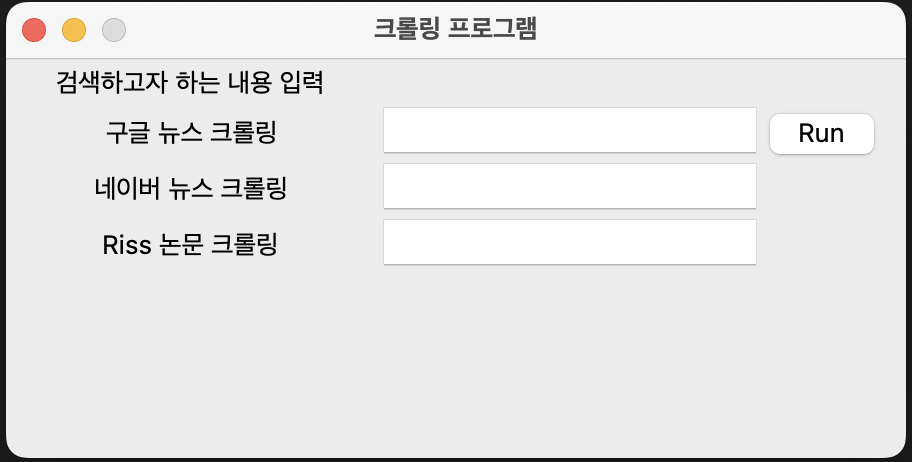 크롤링 프로그램
검색하고자 하는 내용 입력
구글 뉴스 크롤링 Run
네이버 뉴스 크롤링
Riss 논문 크롤링